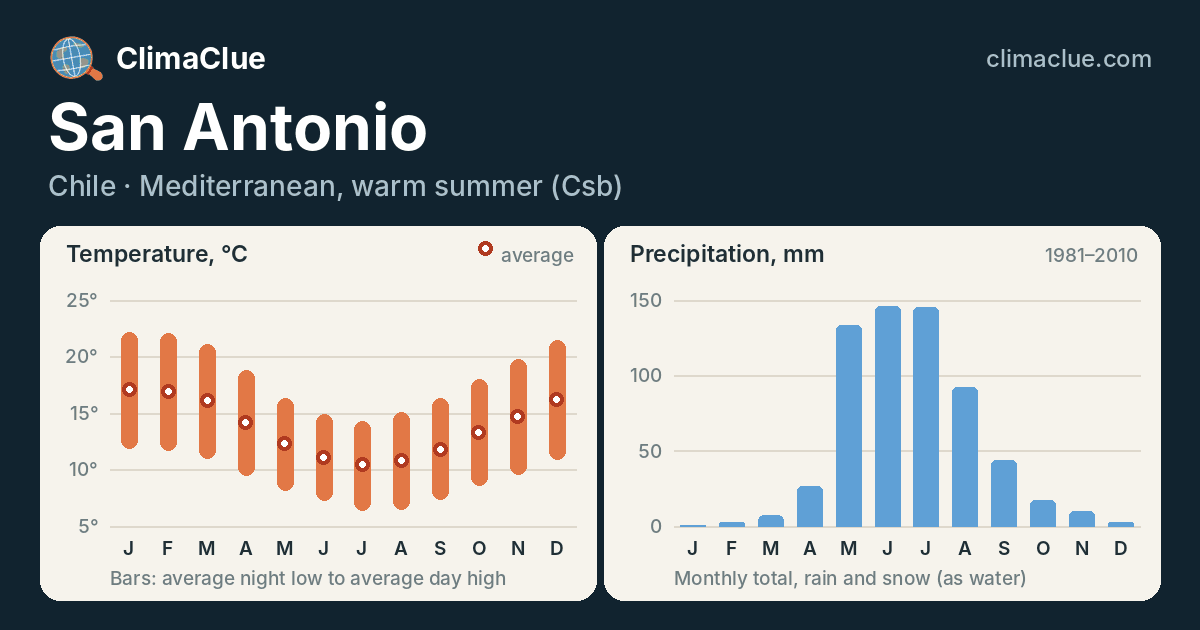 ClimaClue
climaclue.com
San Antonio
Chile · Mediterranean, warm summer (Csb)
Temperature, °C
average
25°
20°
15°
10°
5°
J F M A M J J A S O N D
Bars: average night low to average day high
Precipitation, mm
1981–2010
150
100
50
0
J F M A M J J A S O N D
Monthly total, rain and snow (as water)